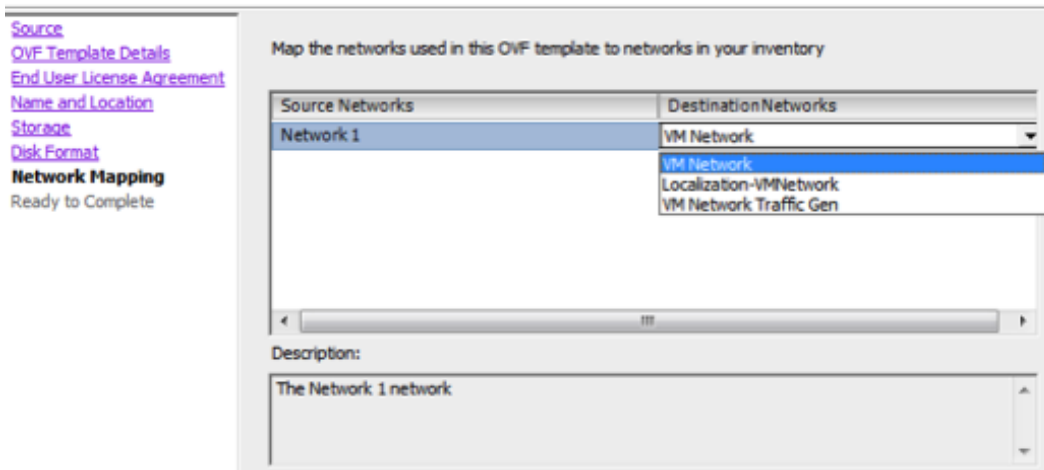 Source
OVF Template Details
End User License Agreement
Name and Location
Storage
Disk Format
Network Mapping
Ready to Complete
Map the networks used in this OVF template to networks in your inventory
Source Networks Destination Networks
Network 1 VM Network
VM Network
Localization-VMNetwork
VM Network Traffic Gen
Description:
The Network 1 network